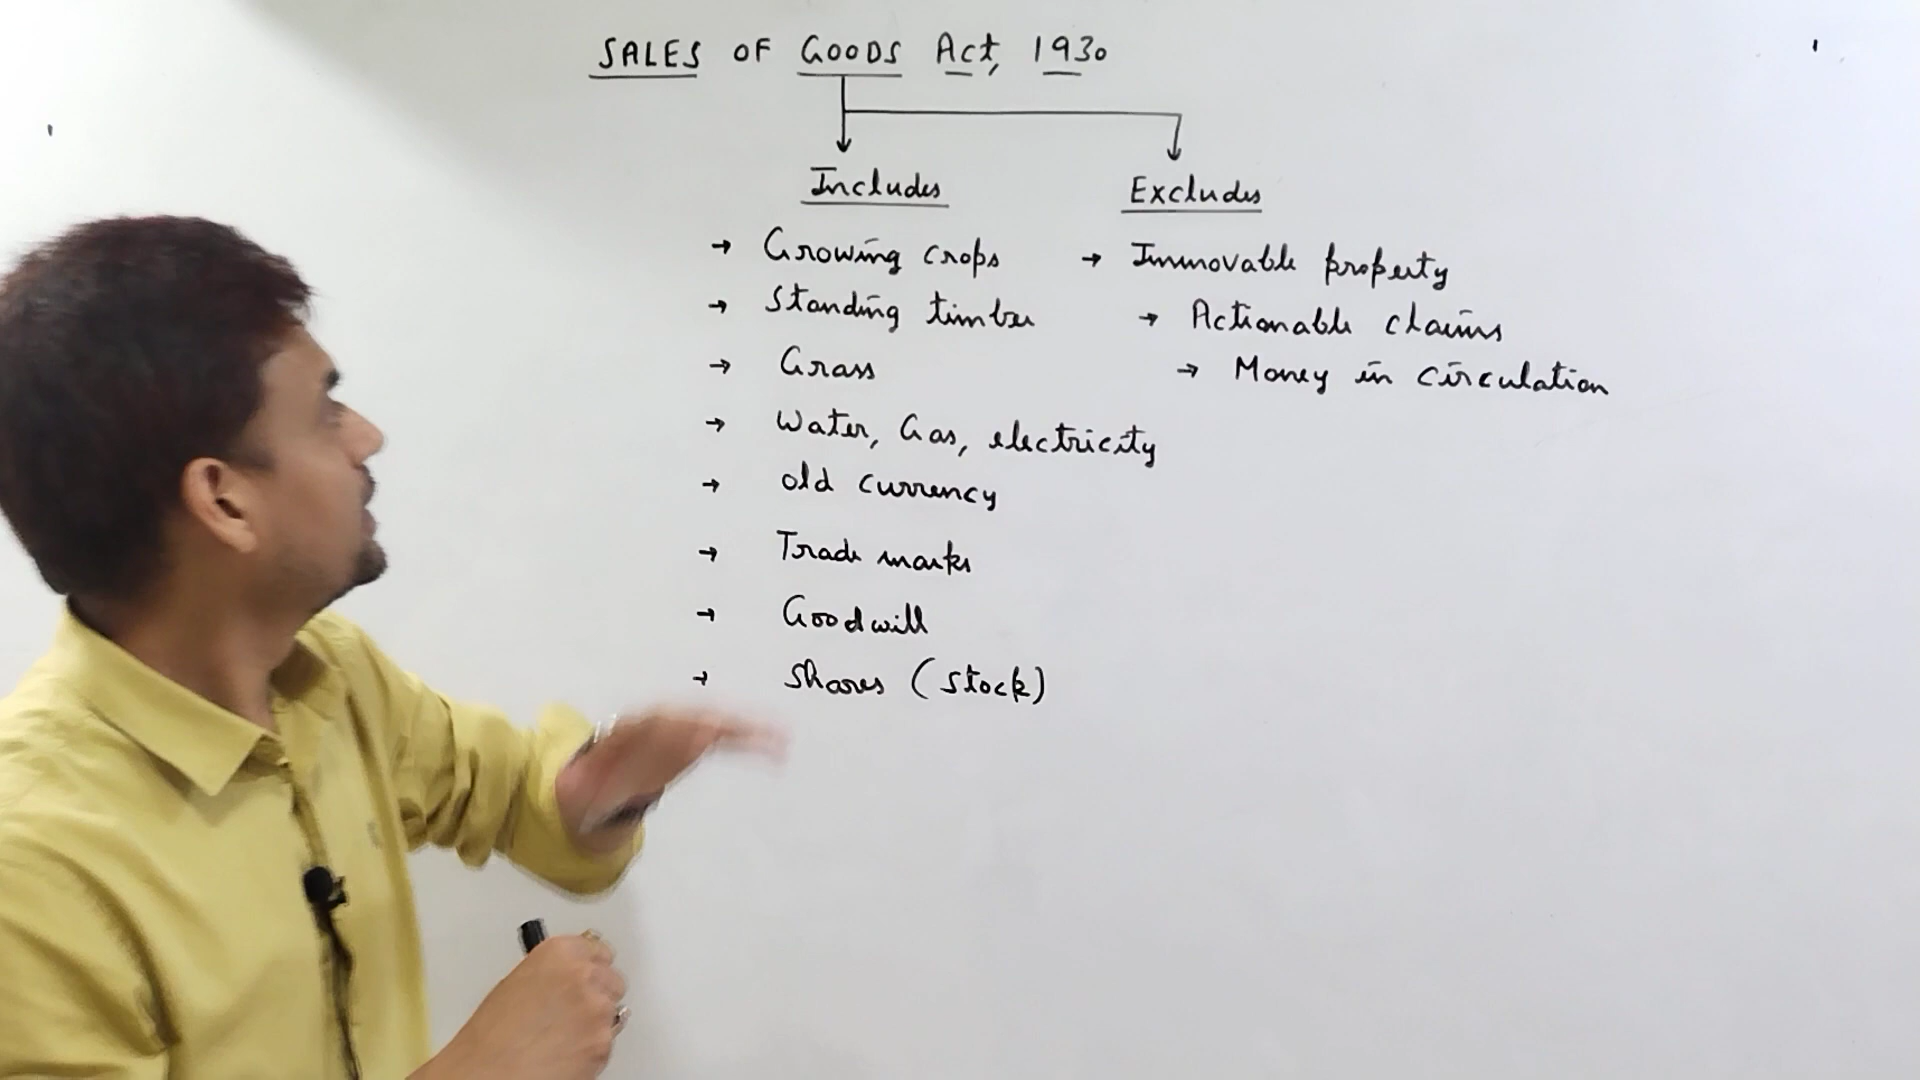 SALES OF GOODS Act, 1930
Includes
→ Growing crops
→ Standing timber
→ Grass
→ Water, Gas, electricity
→ old currency
→ Trade marks
→ Goodwill
→ Shares (Stock)
Excludes
→ Immovable property
→ Actionable claims
→ Money in circulation